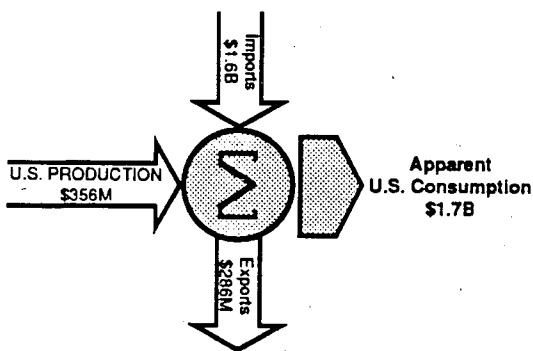 Imports
$1.6B
U.S. PRODUCTION
$356M
Σ
Apparent
U.S. Consumption
$1.7B
Exports
$286M